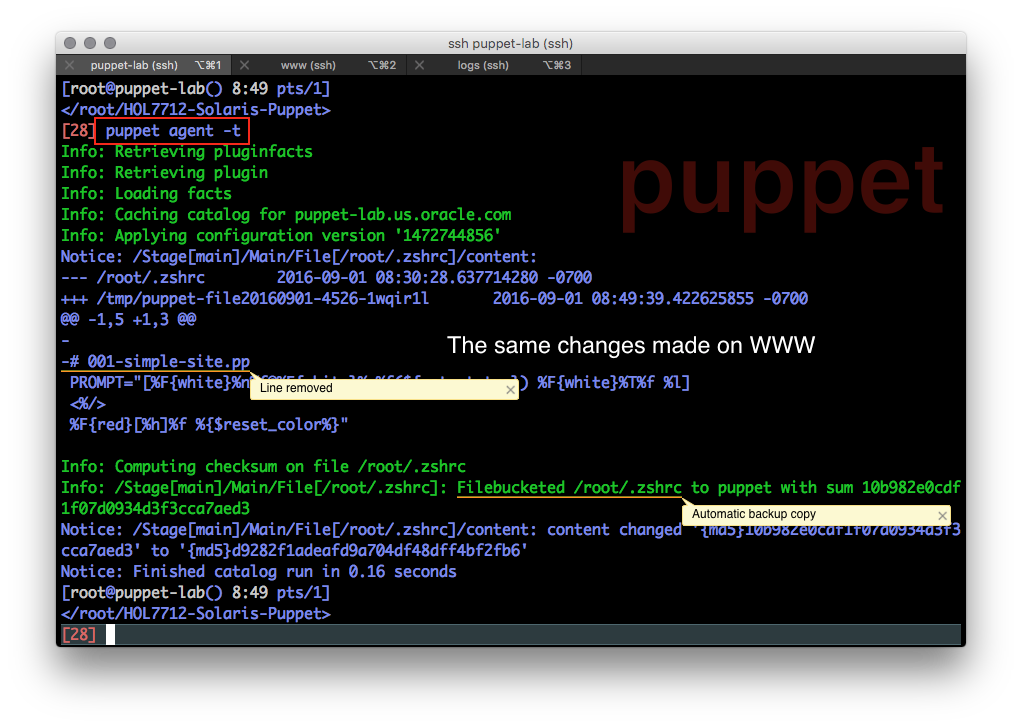 ssh puppet-lab (ssh)
puppet-lab (ssh) ⌥⌘1 www (ssh) ⌥⌘2 logs (ssh) ⌥⌘3
[root@puppet-lab() 8:49 pts/1]
</root/HOL7712-Solaris-Puppet>
[28] puppet agent -t
Info: Retrieving pluginfacts
Info: Retrieving plugin
Info: Loading facts
Info: Caching catalog for puppet-lab.us.oracle.com
Info: Applying configuration version '1472744856'
puppet
Notice: /Stage[main]/Main/File[/root/.zshrc]/content:
--- /root/.zshrc 2016-09-01 08:30:28.637714280 -0700
+++ /tmp/puppet-file20160901-4526-1wqir1l 2016-09-01 08:49:39.422625855 -0700
@@ -1,5 +1,3 @@
-
The same changes made on WWW
-# 001-simple-site.pp
PROMPT="[%F{white}%n ) %F{white}%T%f %l]
Line removed
<%/>
%F{red}[%h]%f %{$reset_color%}"
Info: Computing checksum on file /root/.zshrc
Info: /Stage[main]/Main/File[/root/.zshrc]: Filebucketed /root/.zshrc to puppet with sum 10b982e0cdf
1f07d0934d3f3cca7aed3
Automatic backup copy
Notice: /Stage[main]/Main/File[/root/.zshrc]/content: content changed '{md5}10b982e0cdf1f07d0934d3f3
cca7aed3' to '{md5}d9282f1adeafd9a704df48dff4bf2fb6'
Notice: Finished catalog run in 0.16 seconds
[root@puppet-lab() 8:49 pts/1]
</root/HOL7712-Solaris-Puppet>
[28]